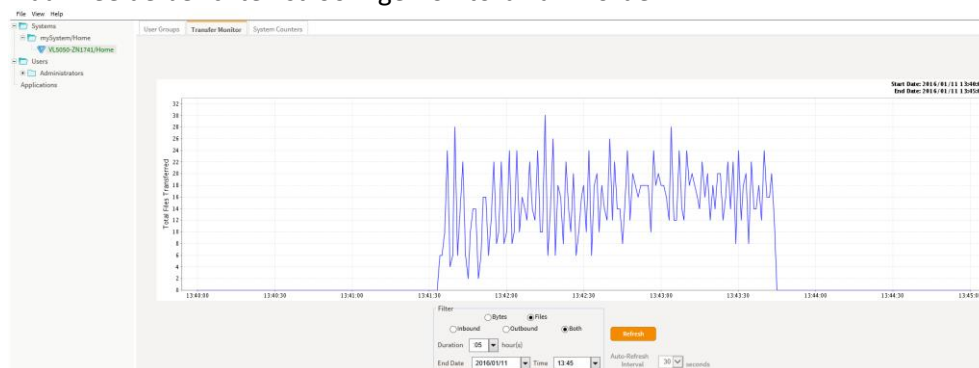 File View Help
Systems
mySystem/Home
VL5050-ZN1741/Home
Users
Administrators
Applications
User Groups Transfer Monitor System Counters
Start Date: 2016/01/11 13:40:0
End Date: 2016/01/11 13:45:0
Total Files Transferred
32
30
28
26
24
22
20
18
16
14
12
10
8
6
4
2
0
13:40:00 13:40:30 13:41:00 13:41:30 13:42:00 13:42:30 13:43:00 13:43:30 13:44:00 13:44:30 13:45:0
Filter
Bytes Files
Inbound Outbound Both
Refresh
Duration :05 hour(s)
End Date 2016/01/11 Time 13:45
Auto-Refresh
Interval 30 seconds